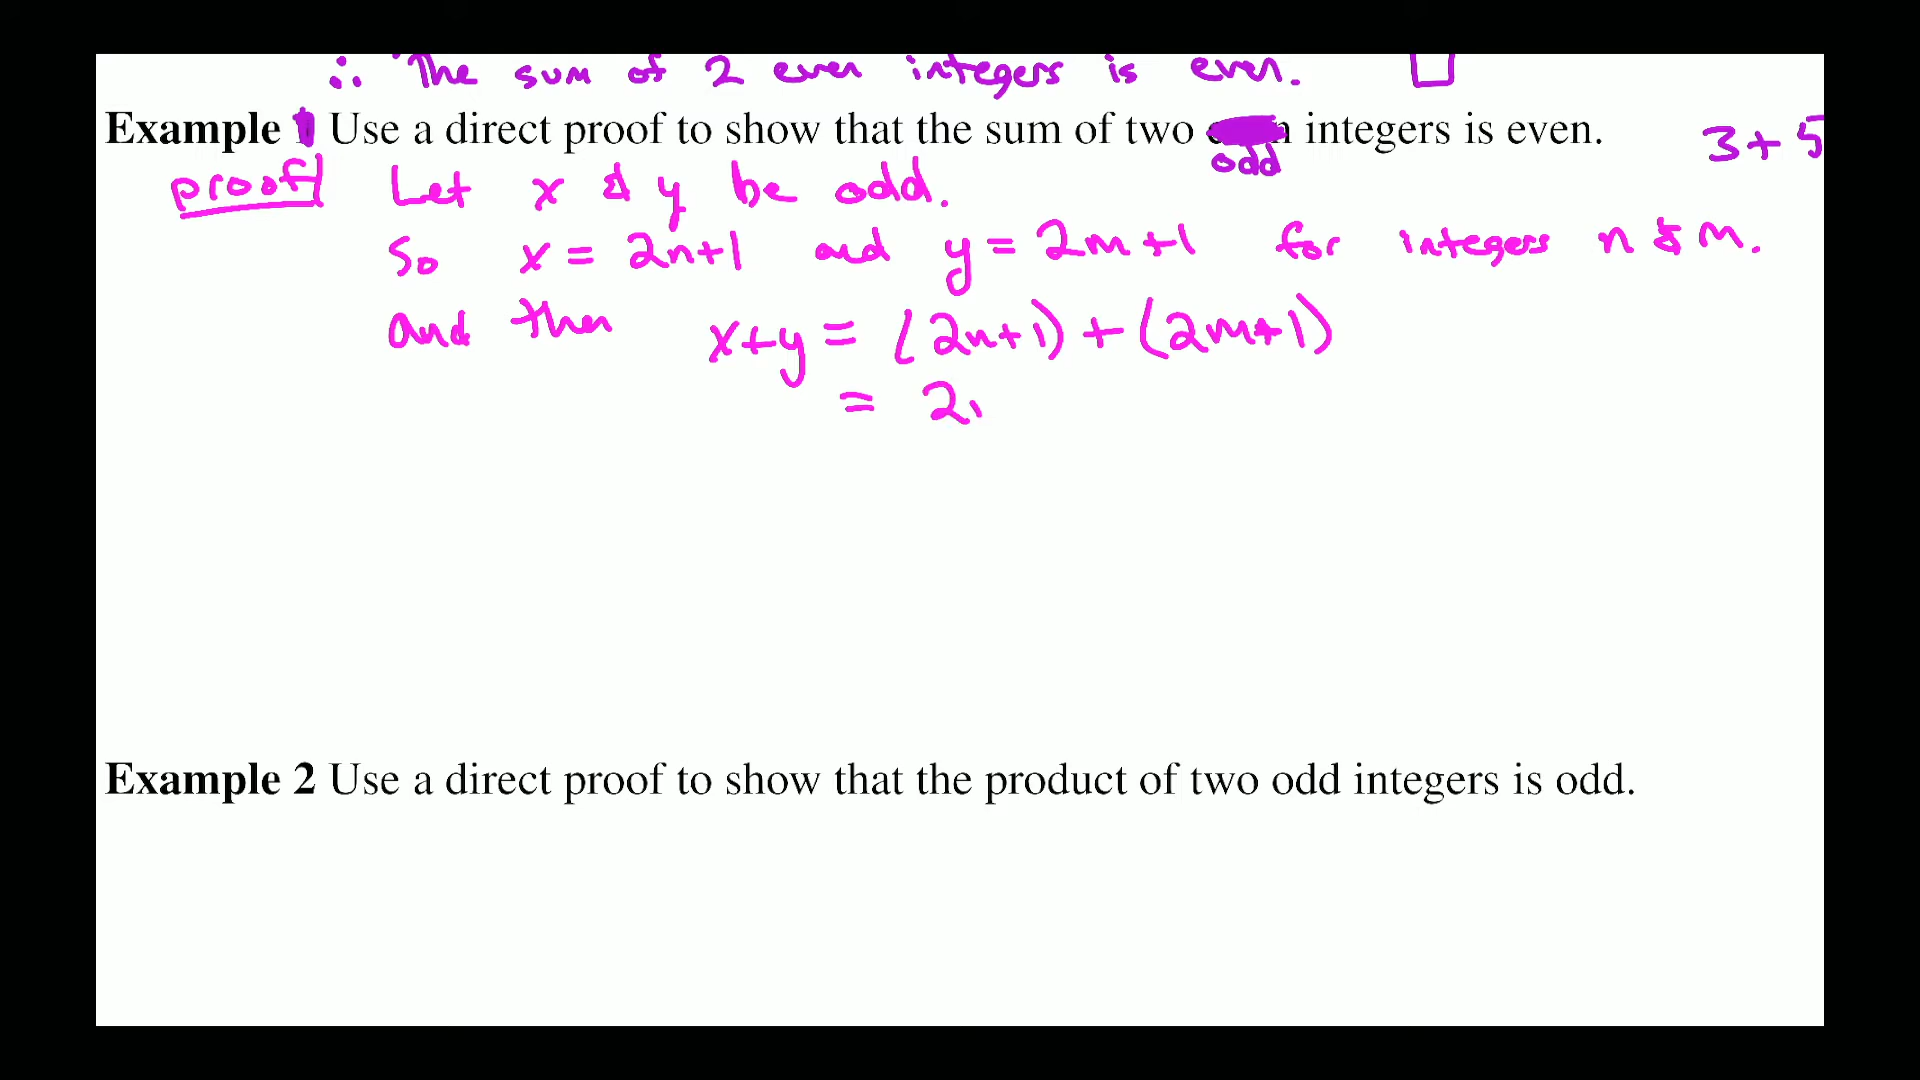 ∴ The sum of 2 even integers is even. □
Example Use a direct proof to show that the sum of two odd integers is even. 3 + 5
proof Let x & y be odd.
So x = 2n+1 and y = 2m+1 for integers n & m.
and then x+y = (2n+1) + (2m+1)
= 2
Example 2 Use a direct proof to show that the product of two odd integers is odd.